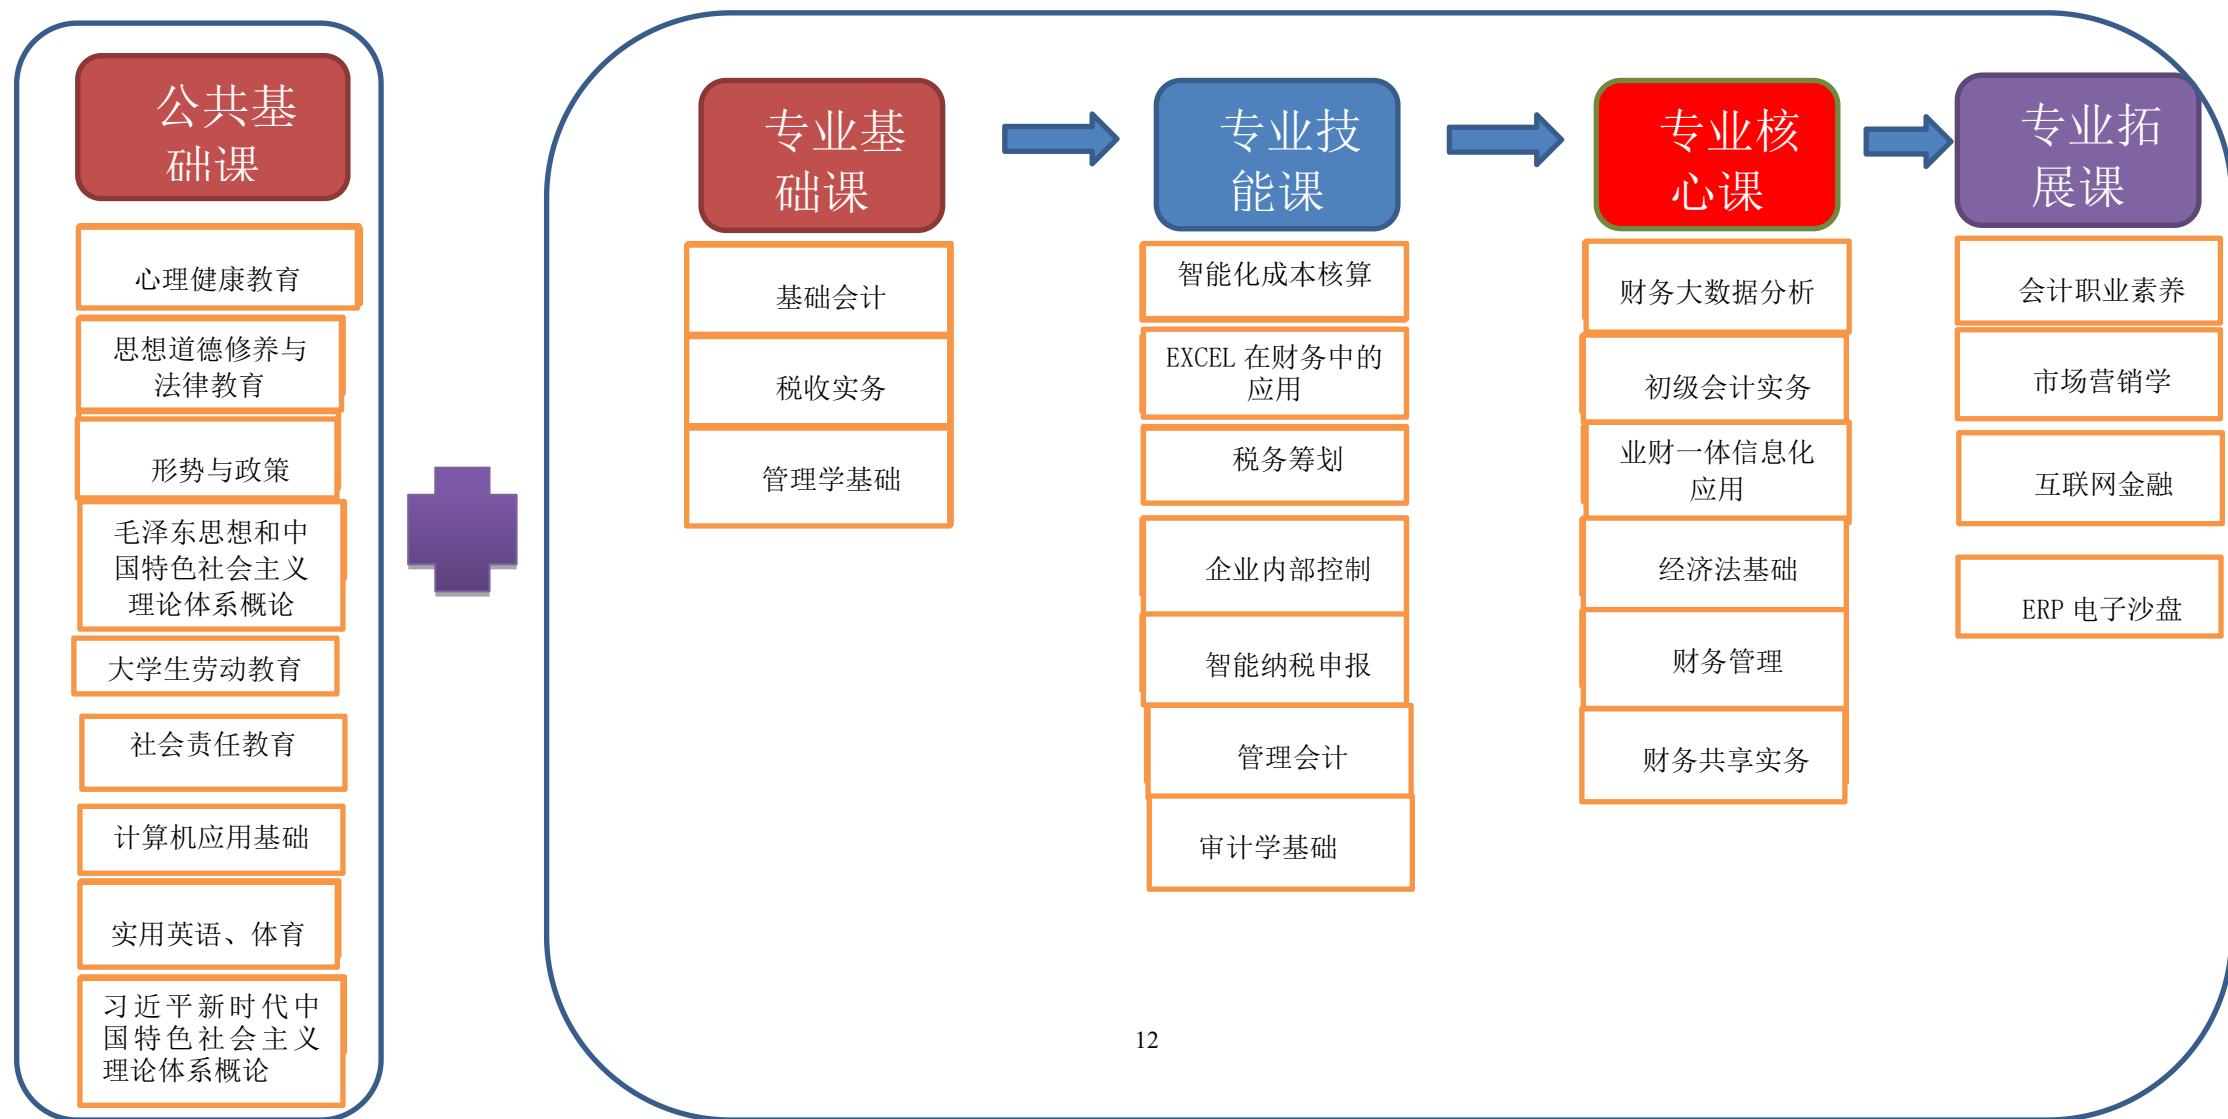 公共基
础课
心理健康教育
思想道德修养与
法律教育
形势与政策
毛泽东思想和中
国特色社会主义
理论体系概论
大学生劳动教育
社会责任教育
计算机应用基础
实用英语、体育
习近平新时代中
国特色社会主义
理论体系概论
专业基
础课
基础会计
税收实务
管理学基础
专业技
能课
智能化成本核算
EXCEL 在财务中的
应用
税务筹划
企业内部控制
智能纳税申报
管理会计
审计学基础
专业核
心课
财务大数据分析
初级会计实务
业财一体信息化
应用
经济法基础
财务管理
财务共享实务
专业拓
展课
会计职业素养
市场营销学
互联网金融
ERP 电子沙盘
12